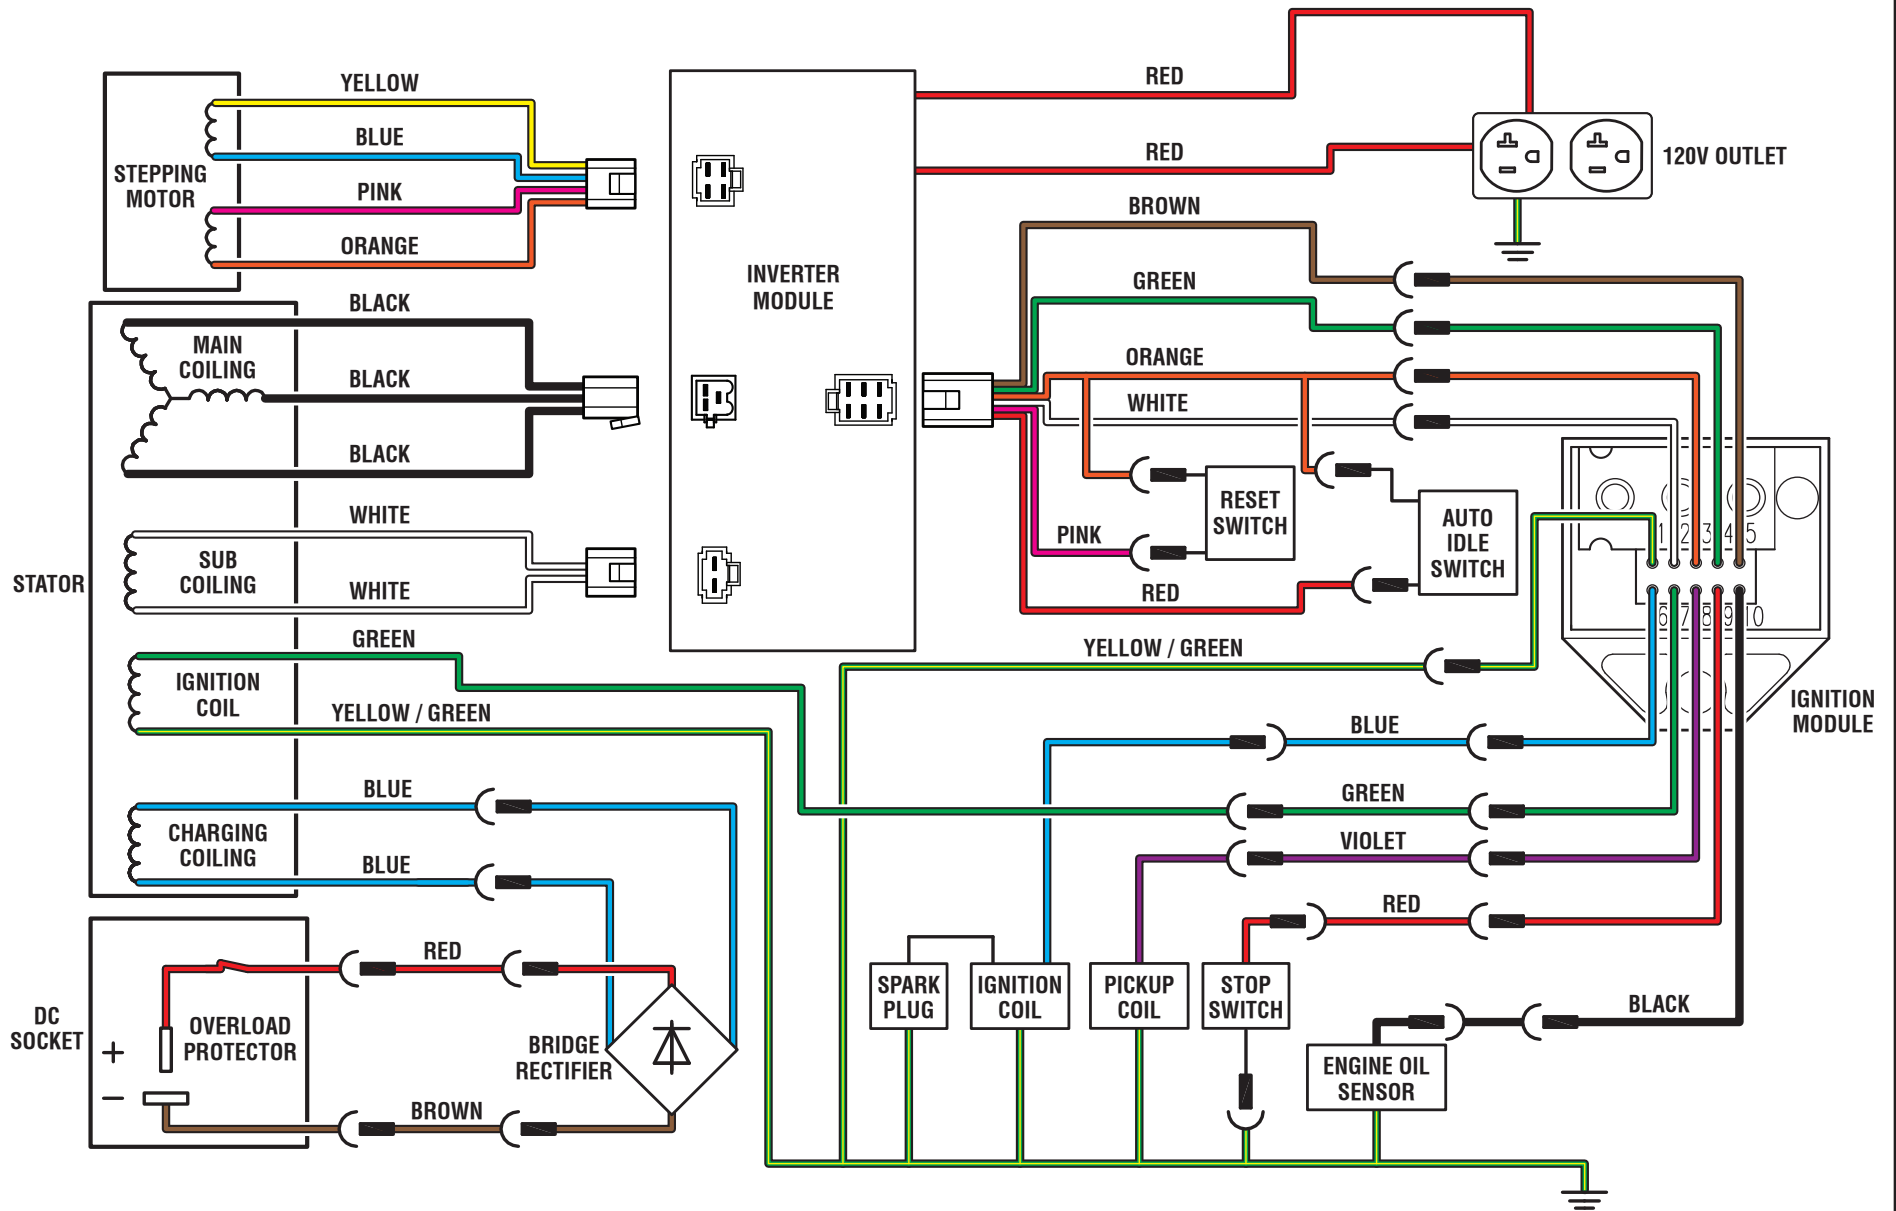 YELLOW
BLUE
STEPPING
MOTOR
PINK
ORANGE
BLACK
MAIN
COILING
BLACK
BLACK
WHITE
SUB
COILING
STATOR
WHITE
GREEN
IGNITION
COIL
YELLOW / GREEN
BLUE
CHARGING
COILING
BLUE
DC
SOCKET
RED
OVERLOAD
PROTECTOR
+
−
BRIDGE
RECTIFIER
BROWN
INVERTER
MODULE
RED
RED
120V OUTLET
BROWN
GREEN
ORANGE
WHITE
RESET
SWITCH
PINK
AUTO
IDLE
SWITCH
RED
1 2 3 4 5
6 7 8 9 10
YELLOW / GREEN
IGNITION
MODULE
BLUE
GREEN
VIOLET
RED
SPARK
PLUG
IGNITION
COIL
PICKUP
COIL
STOP
SWITCH
BLACK
ENGINE OIL
SENSOR